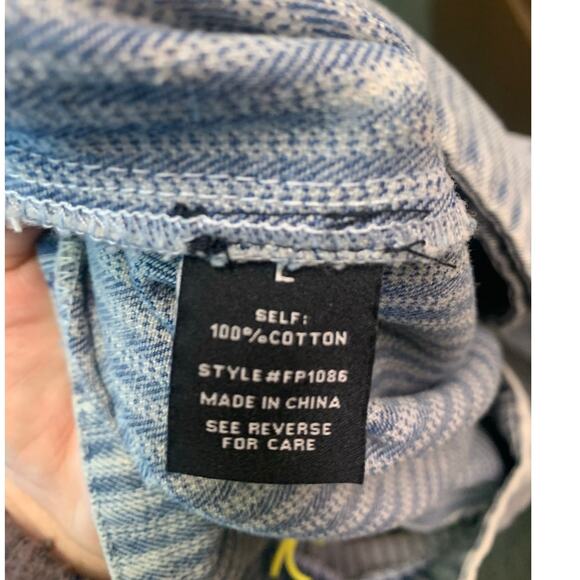 L
SELF:
100%COTTON
STYLE#FP1086
MADE IN CHINA
SEE REVERSE
FOR CARE